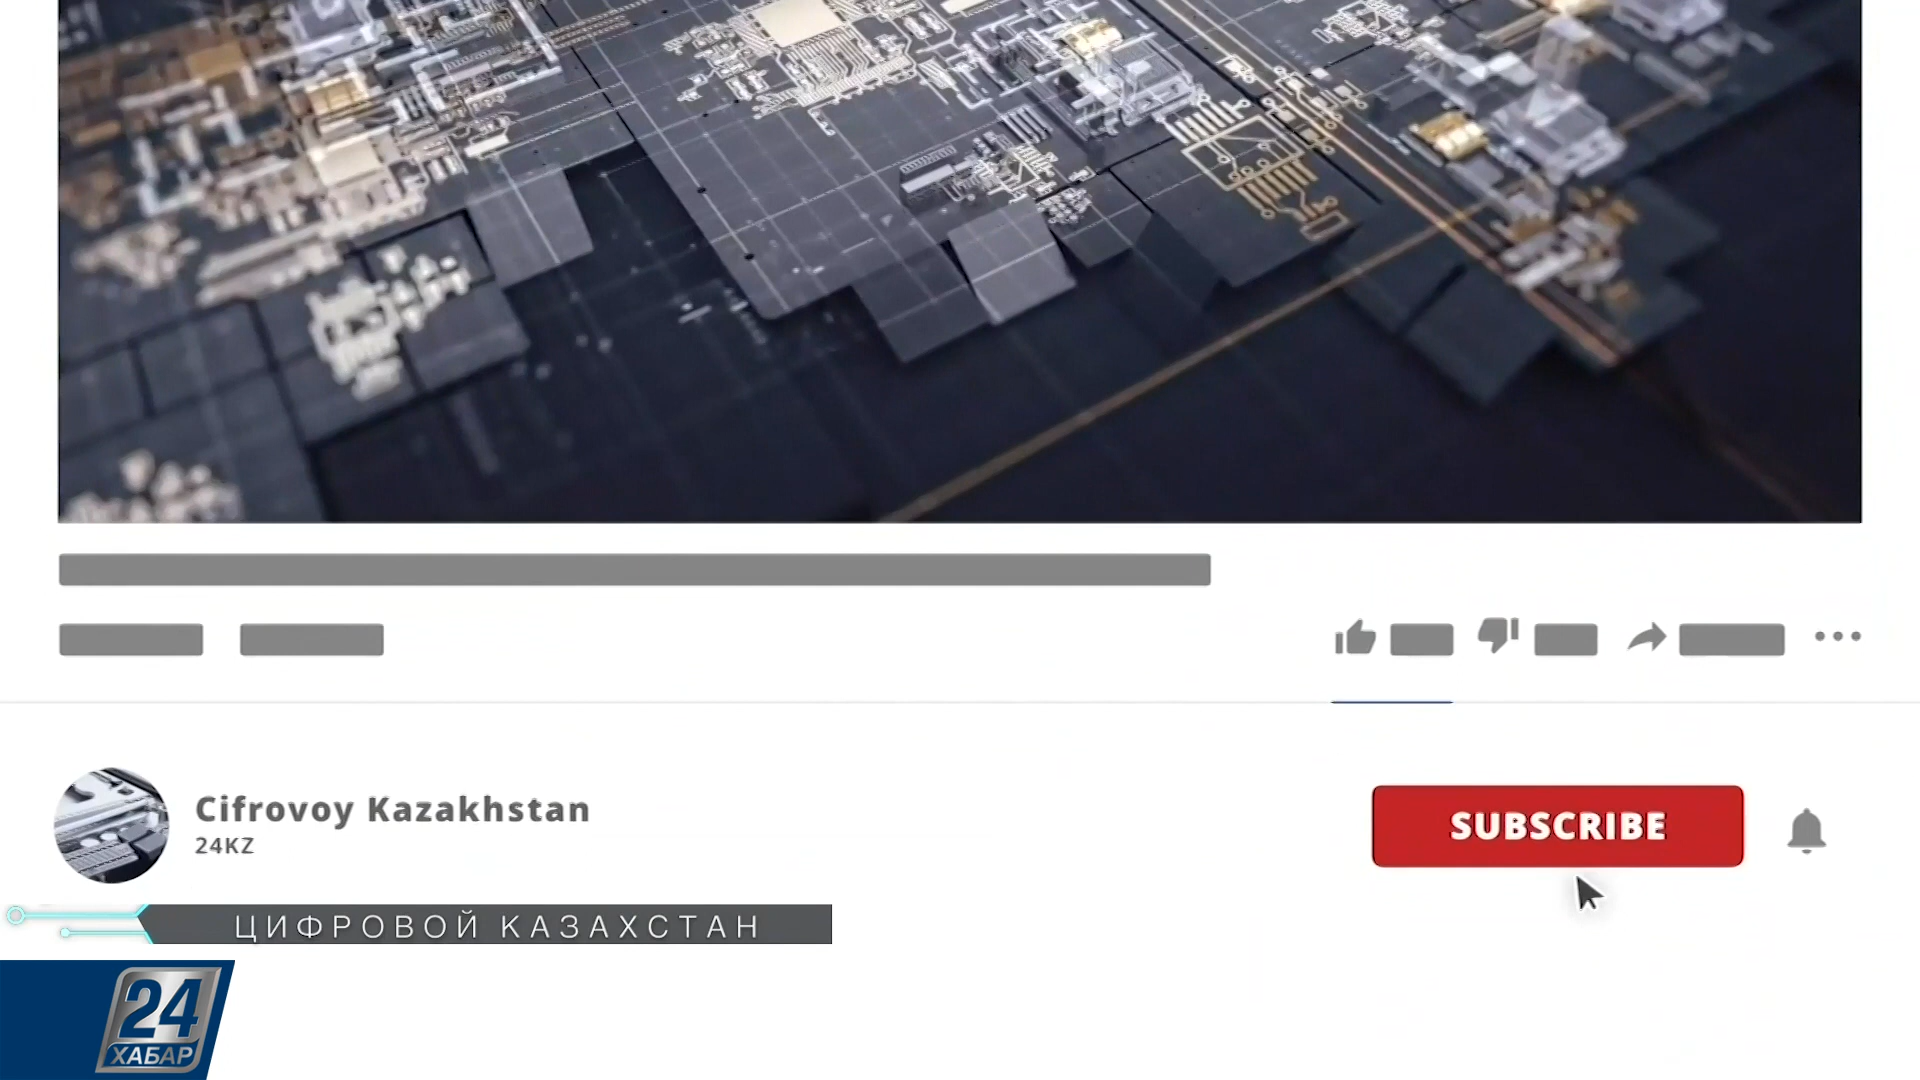 Cifrovoy Kazakhstan
24KZ
SUBSCRIBE
ЦИФРОВОЙ КАЗАХСТАН
24
ХАБАР